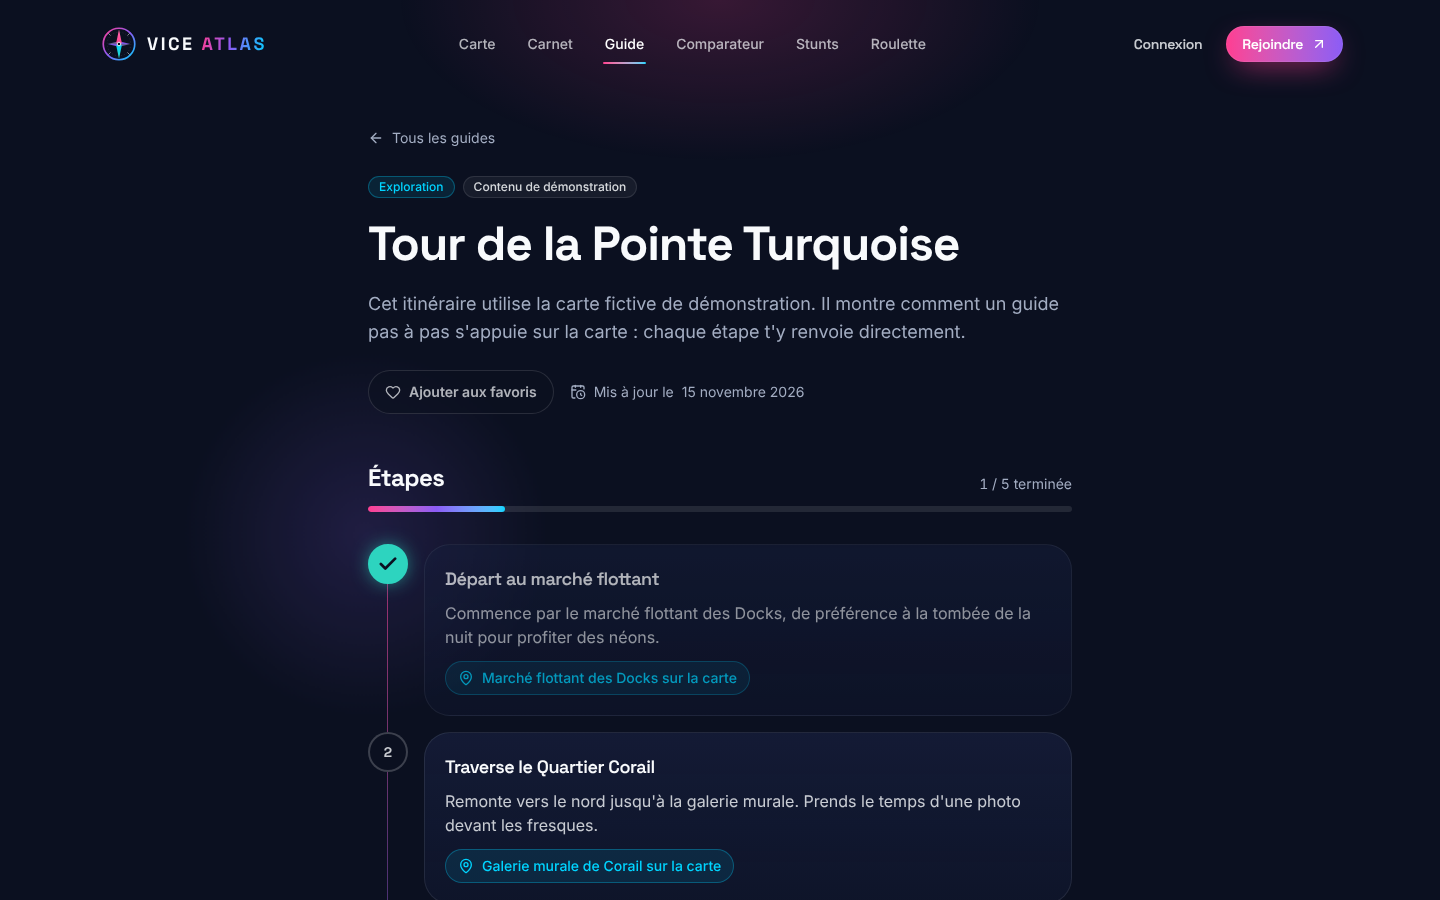 VICE ATLAS
Carte
Carnet
Guide
Comparateur
Stunts
Roulette
Connexion
Rejoindre
Tous les guides
Exploration
Contenu de démonstration
Tour de la Pointe Turquoise
Cet itinéraire utilise la carte fictive de démonstration. Il montre comment un guide
pas à pas s'appuie sur la carte : chaque étape t'y renvoie directement.
Ajouter aux favoris
Mis à jour le 15 novembre 2026
Étapes
1 / 5 terminée
Départ au marché flottant
Commence par le marché flottant des Docks, de préférence à la tombée de la
nuit pour profiter des néons.
Marché flottant des Docks sur la carte
2
Traverse le Quartier Corail
Remonte vers le nord jusqu'à la galerie murale. Prends le temps d'une photo
devant les fresques.
Galerie murale de Corail sur la carte